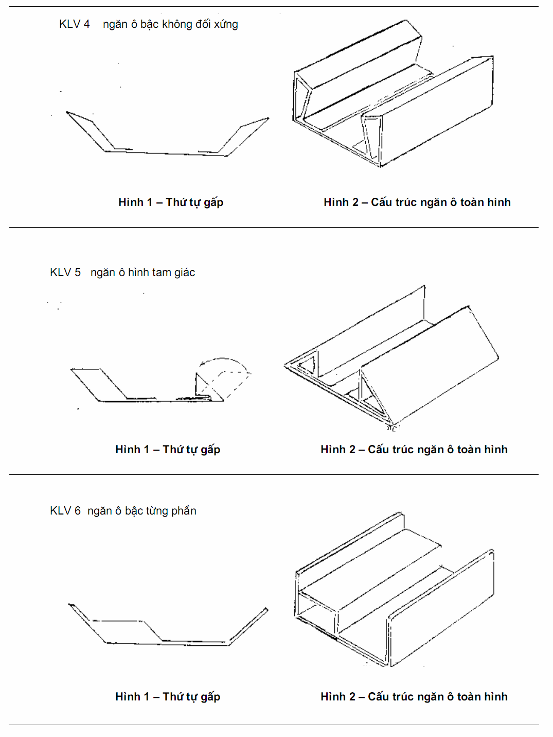 KLV 4 ngăn ô bậc không đối xứng
Hình 1 – Thứ tự gấp
Hình 2 – Cấu trúc ngăn ô toàn hình
KLV 5 ngăn ô hình tam giác
Hình 1 – Thứ tự gấp
Hình 2 – Cấu trúc ngăn ô toàn hình
KLV 6 ngăn ô bậc từng phần
Hình 1 – Thứ tự gấp
Hình 2 – Cấu trúc ngăn ô toàn hình